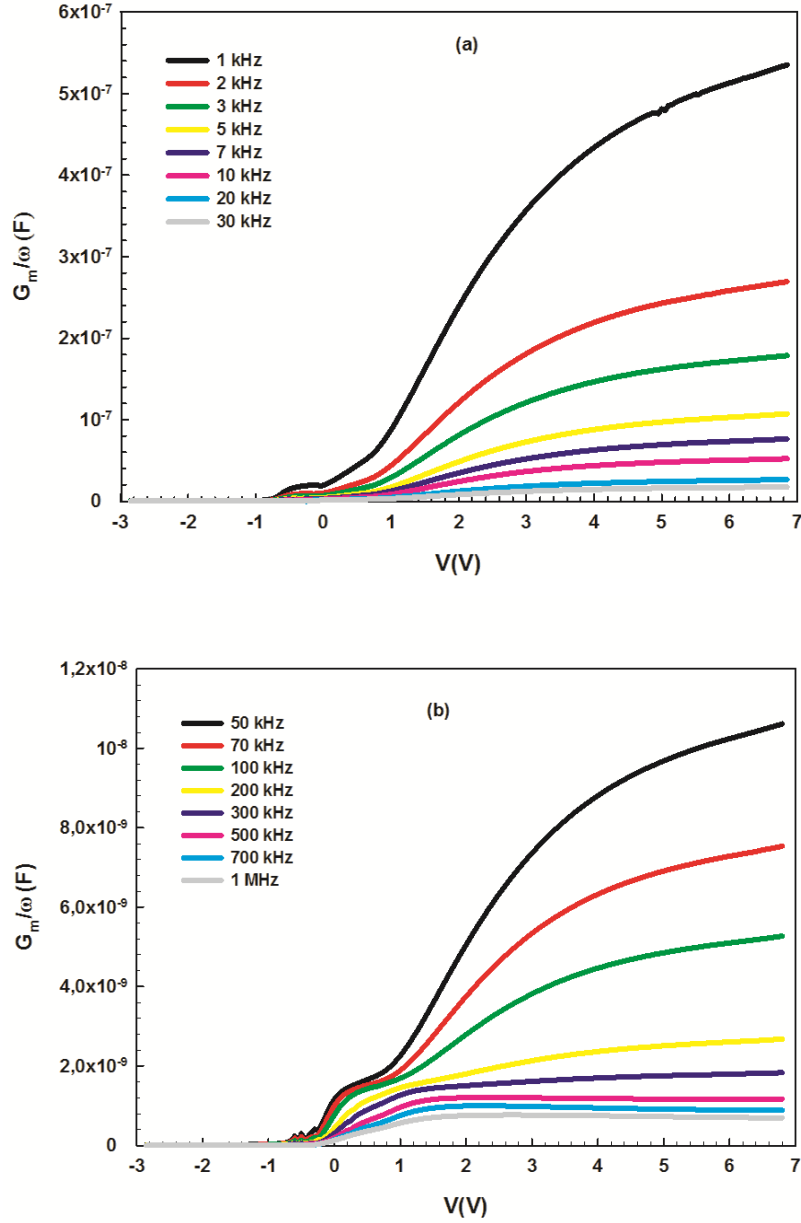 6x10-7
(a)
1 kHz
2 kHz
3 kHz
5 kHz
7 kHz
10 kHz
20 kHz
30 kHz
5x10-7
4x10-7
3x10-7
2x10-7
10-7
0
Gm/ω (F)
-3 -2 -1 0 1 2 3 4 5 6 7
V(V)
1,2x10-8
(b)
50 kHz
70 kHz
100 kHz
200 kHz
300 kHz
500 kHz
700 kHz
1 MHz
10-8
8,0x10-9
6,0x10-9
4,0x10-9
2,0x10-9
0
Gm/ω (F)
-3 -2 -1 0 1 2 3 4 5 6 7
V(V)